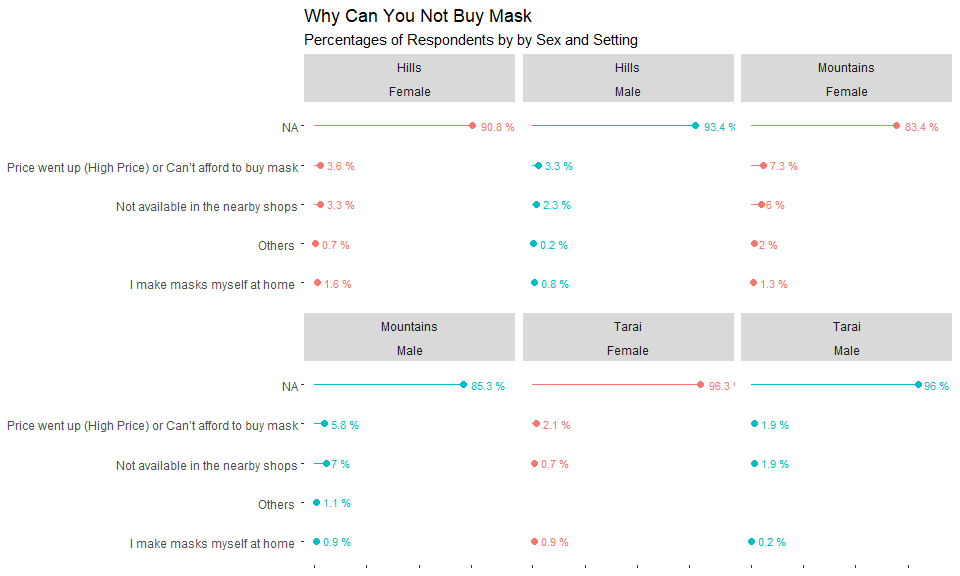 Why Can You Not Buy Mask
Percentages of Respondents by by Sex and Setting
Hills
Female
Hills
Male
Mountains
Female
NA
90.8 %
93.4 %
83.4 %
Price went up (High Price) or Can't afford to buy mask
3.6 %
3.3 %
7.3 %
Not available in the nearby shops
3.3 %
2.3 %
6 %
Others
0.7 %
0.2 %
2 %
I make masks myself at home
1.6 %
0.8 %
1.3 %
Mountains
Male
Tarai
Female
Tarai
Male
NA
85.3 %
96.3
96 %
Price went up (High Price) or Can't afford to buy mask
5.8 %
2.1 %
1.9 %
Not available in the nearby shops
7 %
0.7 %
1.9 %
Others
1.1 %
I make masks myself at home
0.9 %
0.9 %
0.2 %